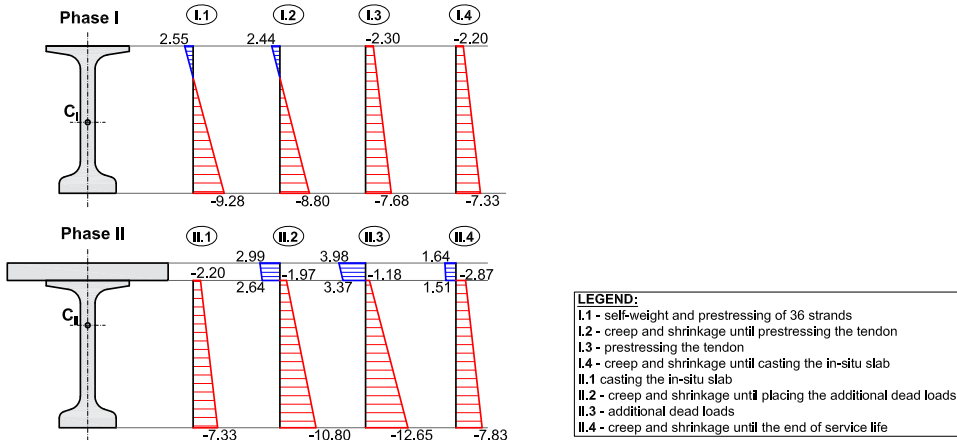 Phase I
I.1 I.2 I.3 I.4
2.55 2.44 -2.30 -2.20
CI
-9.28 -8.80 -7.68 -7.33
Phase II
II.1 II.2 II.3 II.4
2.99 3.98 1.64
-2.20 -1.97 -1.18 -2.87
2.64 3.37 1.51
CII
-7.33 -10.80 -12.65 -7.83
LEGEND:
I.1 - self-weight and prestressing of 36 strands
I.2 - creep and shrinkage until prestressing the tendon
I.3 - prestressing the tendon
I.4 - creep and shrinkage until casting the in-situ slab
II.1 casting the in-situ slab
II.2 - creep and shrinkage until placing the additional dead loads
II.3 - additional dead loads
II.4 - creep and shrinkage until the end of service life